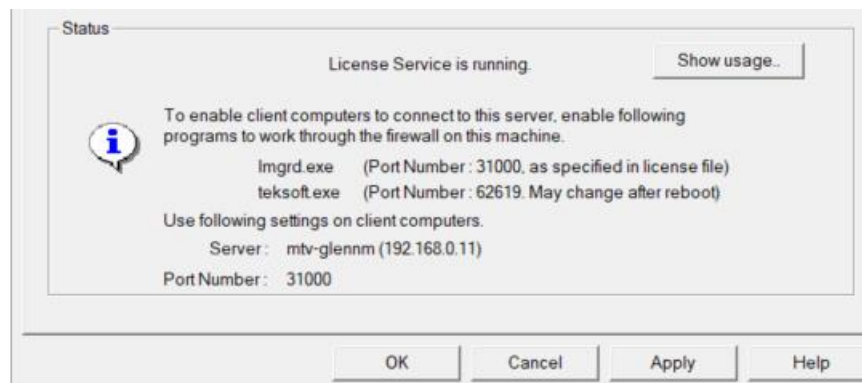 Status
License Service is running.
Show usage..
To enable client computers to connect to this server, enable following
programs to work through the firewall on this machine.
lmgrd.exe (Port Number : 31000, as specified in license file)
teksoft.exe (Port Number : 62619. May change after reboot)
Use following settings on client computers.
Server : mtv-glennm (192.168.0.11)
Port Number : 31000
OK Cancel Apply Help